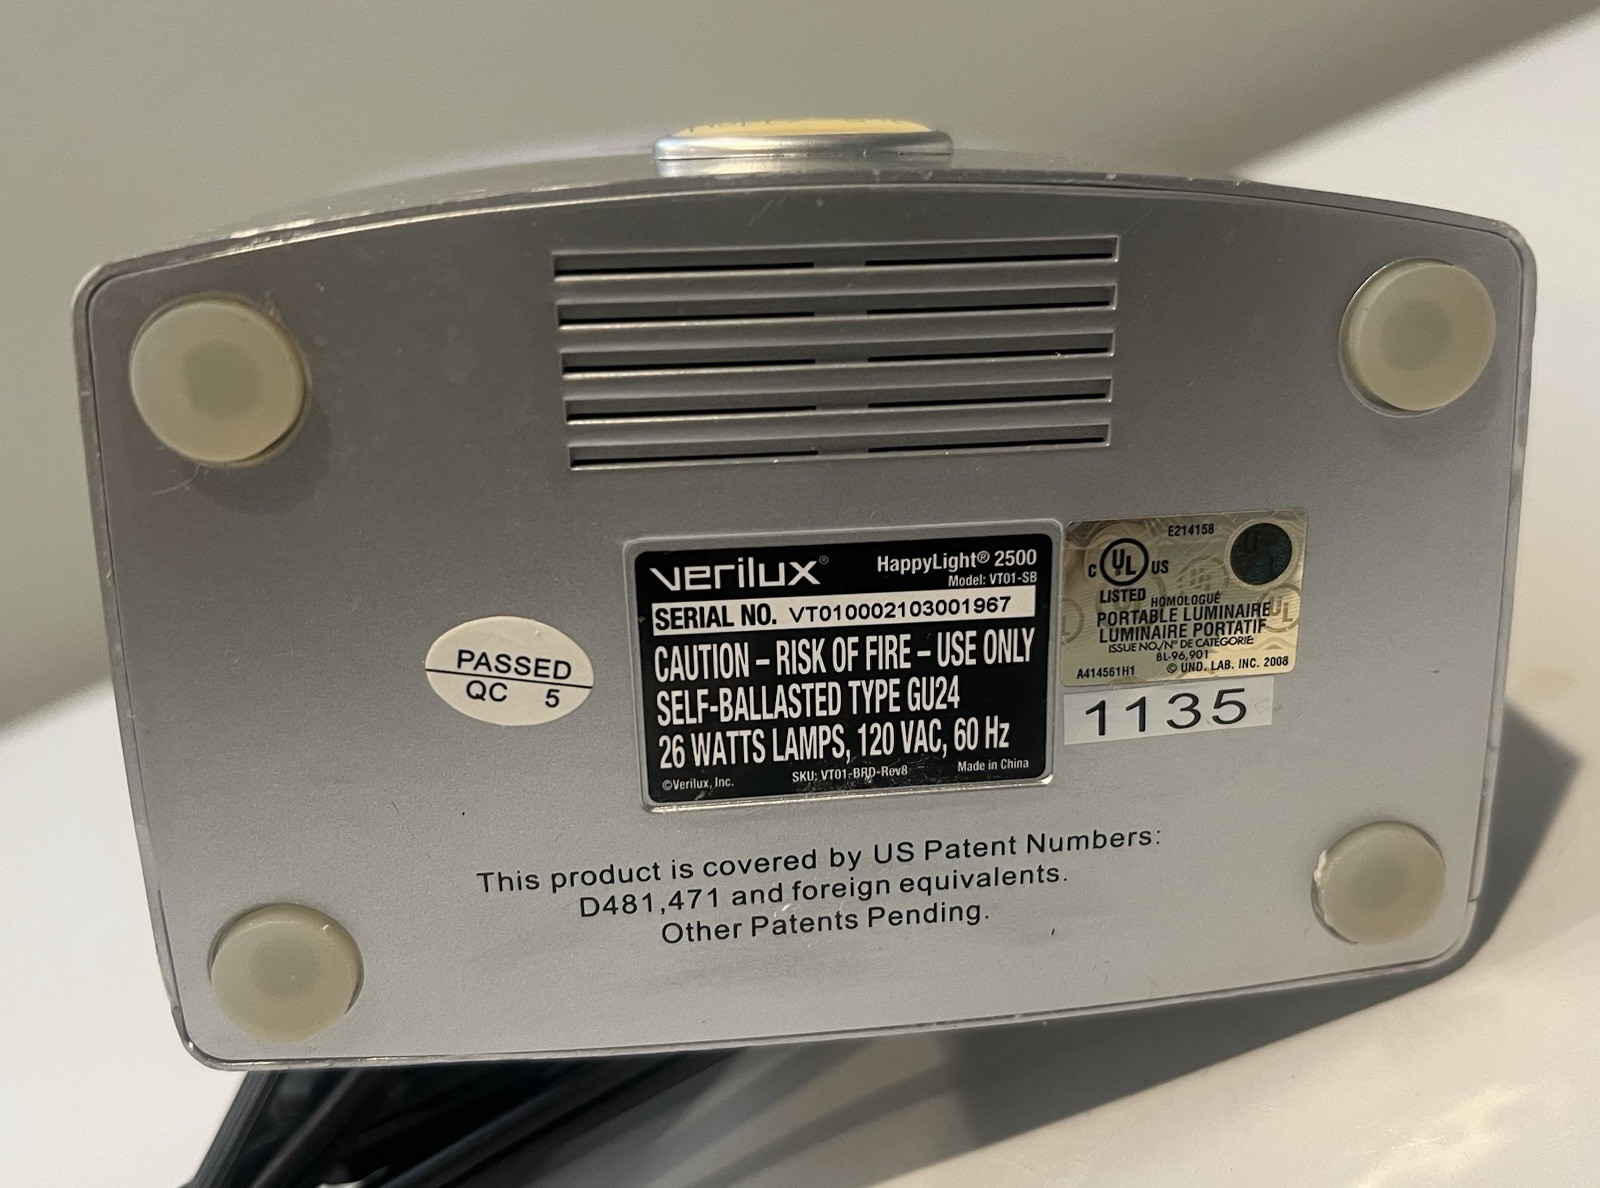 PASSED
QC 5
verilux®
HappyLight® 2500
Model: VT01-SB
SERIAL NO. VT010002103001967
CAUTION – RISK OF FIRE – USE ONLY
SELF-BALLASTED TYPE GU24
26 WATTS LAMPS, 120 VAC, 60 Hz
©Verilux, Inc. SKU: VT01-BRD-Rev8 Made in China
E214158
C UL US
LISTED HOMOLOGUÉ
PORTABLE LUMINAIRE
LUMINAIRE PORTATIF
ISSUE NO./N° DE CATEGORIE:
BL-96,901
A414561H1 © UND. LAB. INC. 2008
1135
This product is covered by US Patent Numbers:
D481,471 and foreign equivalents.
Other Patents Pending.